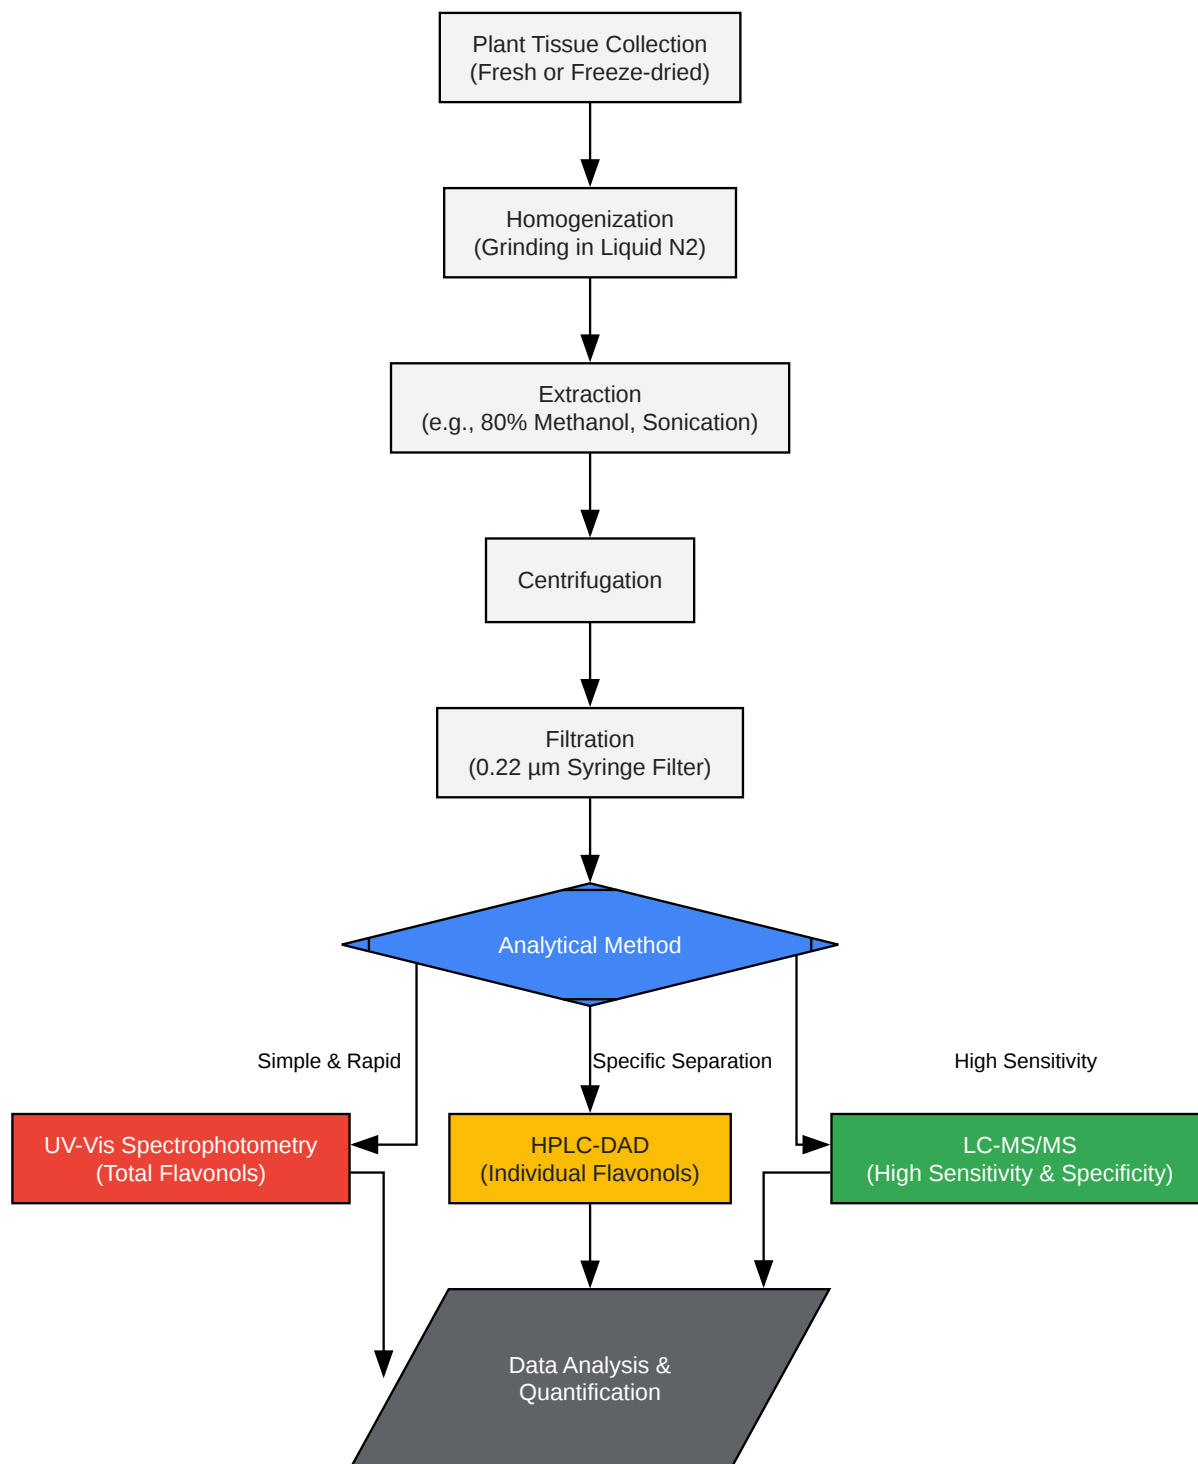 Plant Tissue Collection
(Fresh or Freeze-dried)
Homogenization
(Grinding in Liquid N2)
Extraction
(e.g., 80% Methanol, Sonication)
Centrifugation
Filtration
(0.22 µm Syringe Filter)
Analytical Method
Simple & Rapid
Specific Separation
High Sensitivity
UV-Vis Spectrophotometry
(Total Flavonols)
HPLC-DAD
(Individual Flavonols)
LC-MS/MS
(High Sensitivity & Specificity)
Data Analysis &
Quantification